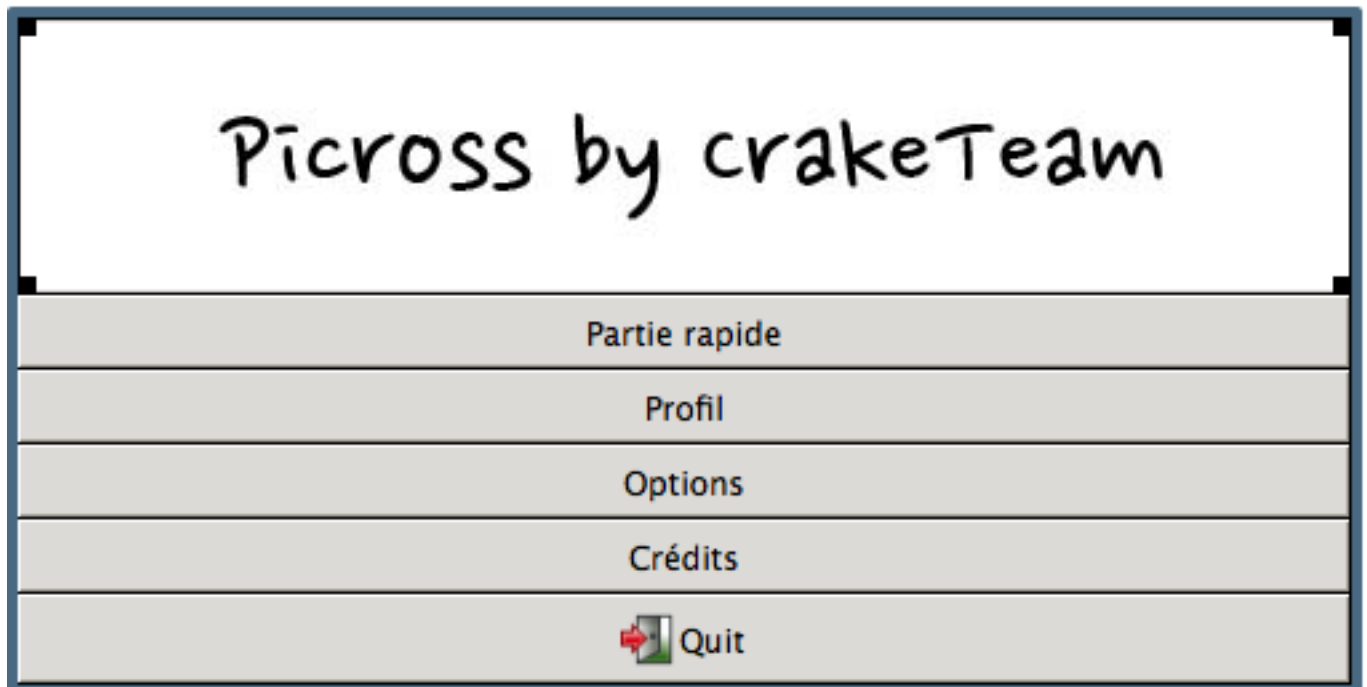 Picross by CrakeTeam
Partie rapide
Profil
Options
Crédits
Quit